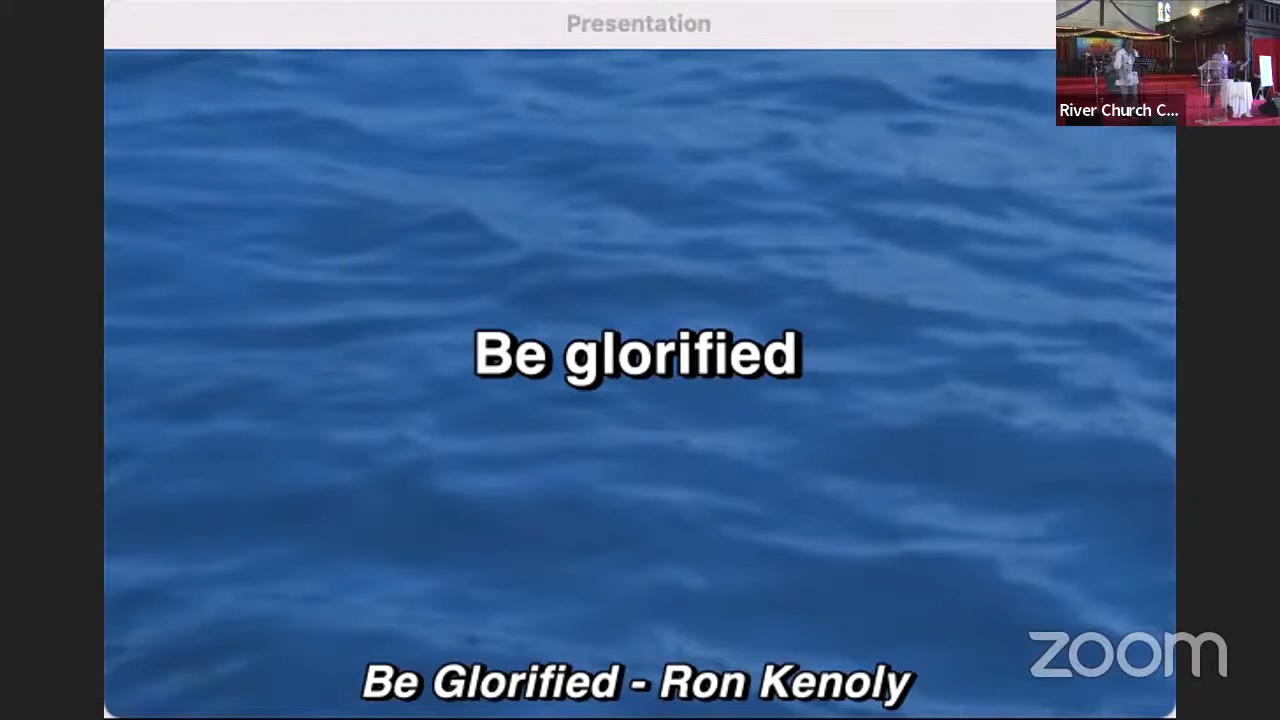 Presentation
River Church C...
Be glorified
zoom
Be Glorified - Ron Kenoly